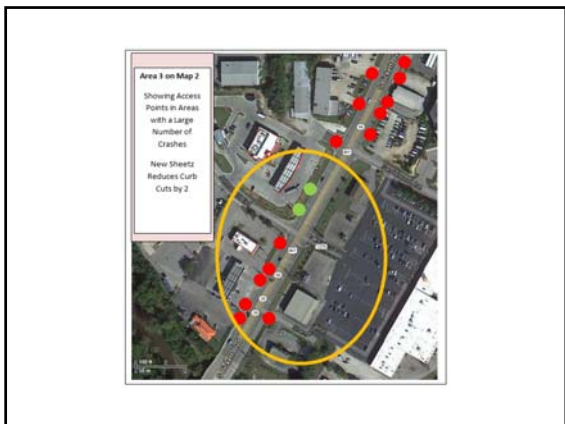 Area 3 on Map 2
Showing Access
Points in Areas
with a Large
Number of
Crashes
New Sheetz
Reduces Curb
Cuts by 2